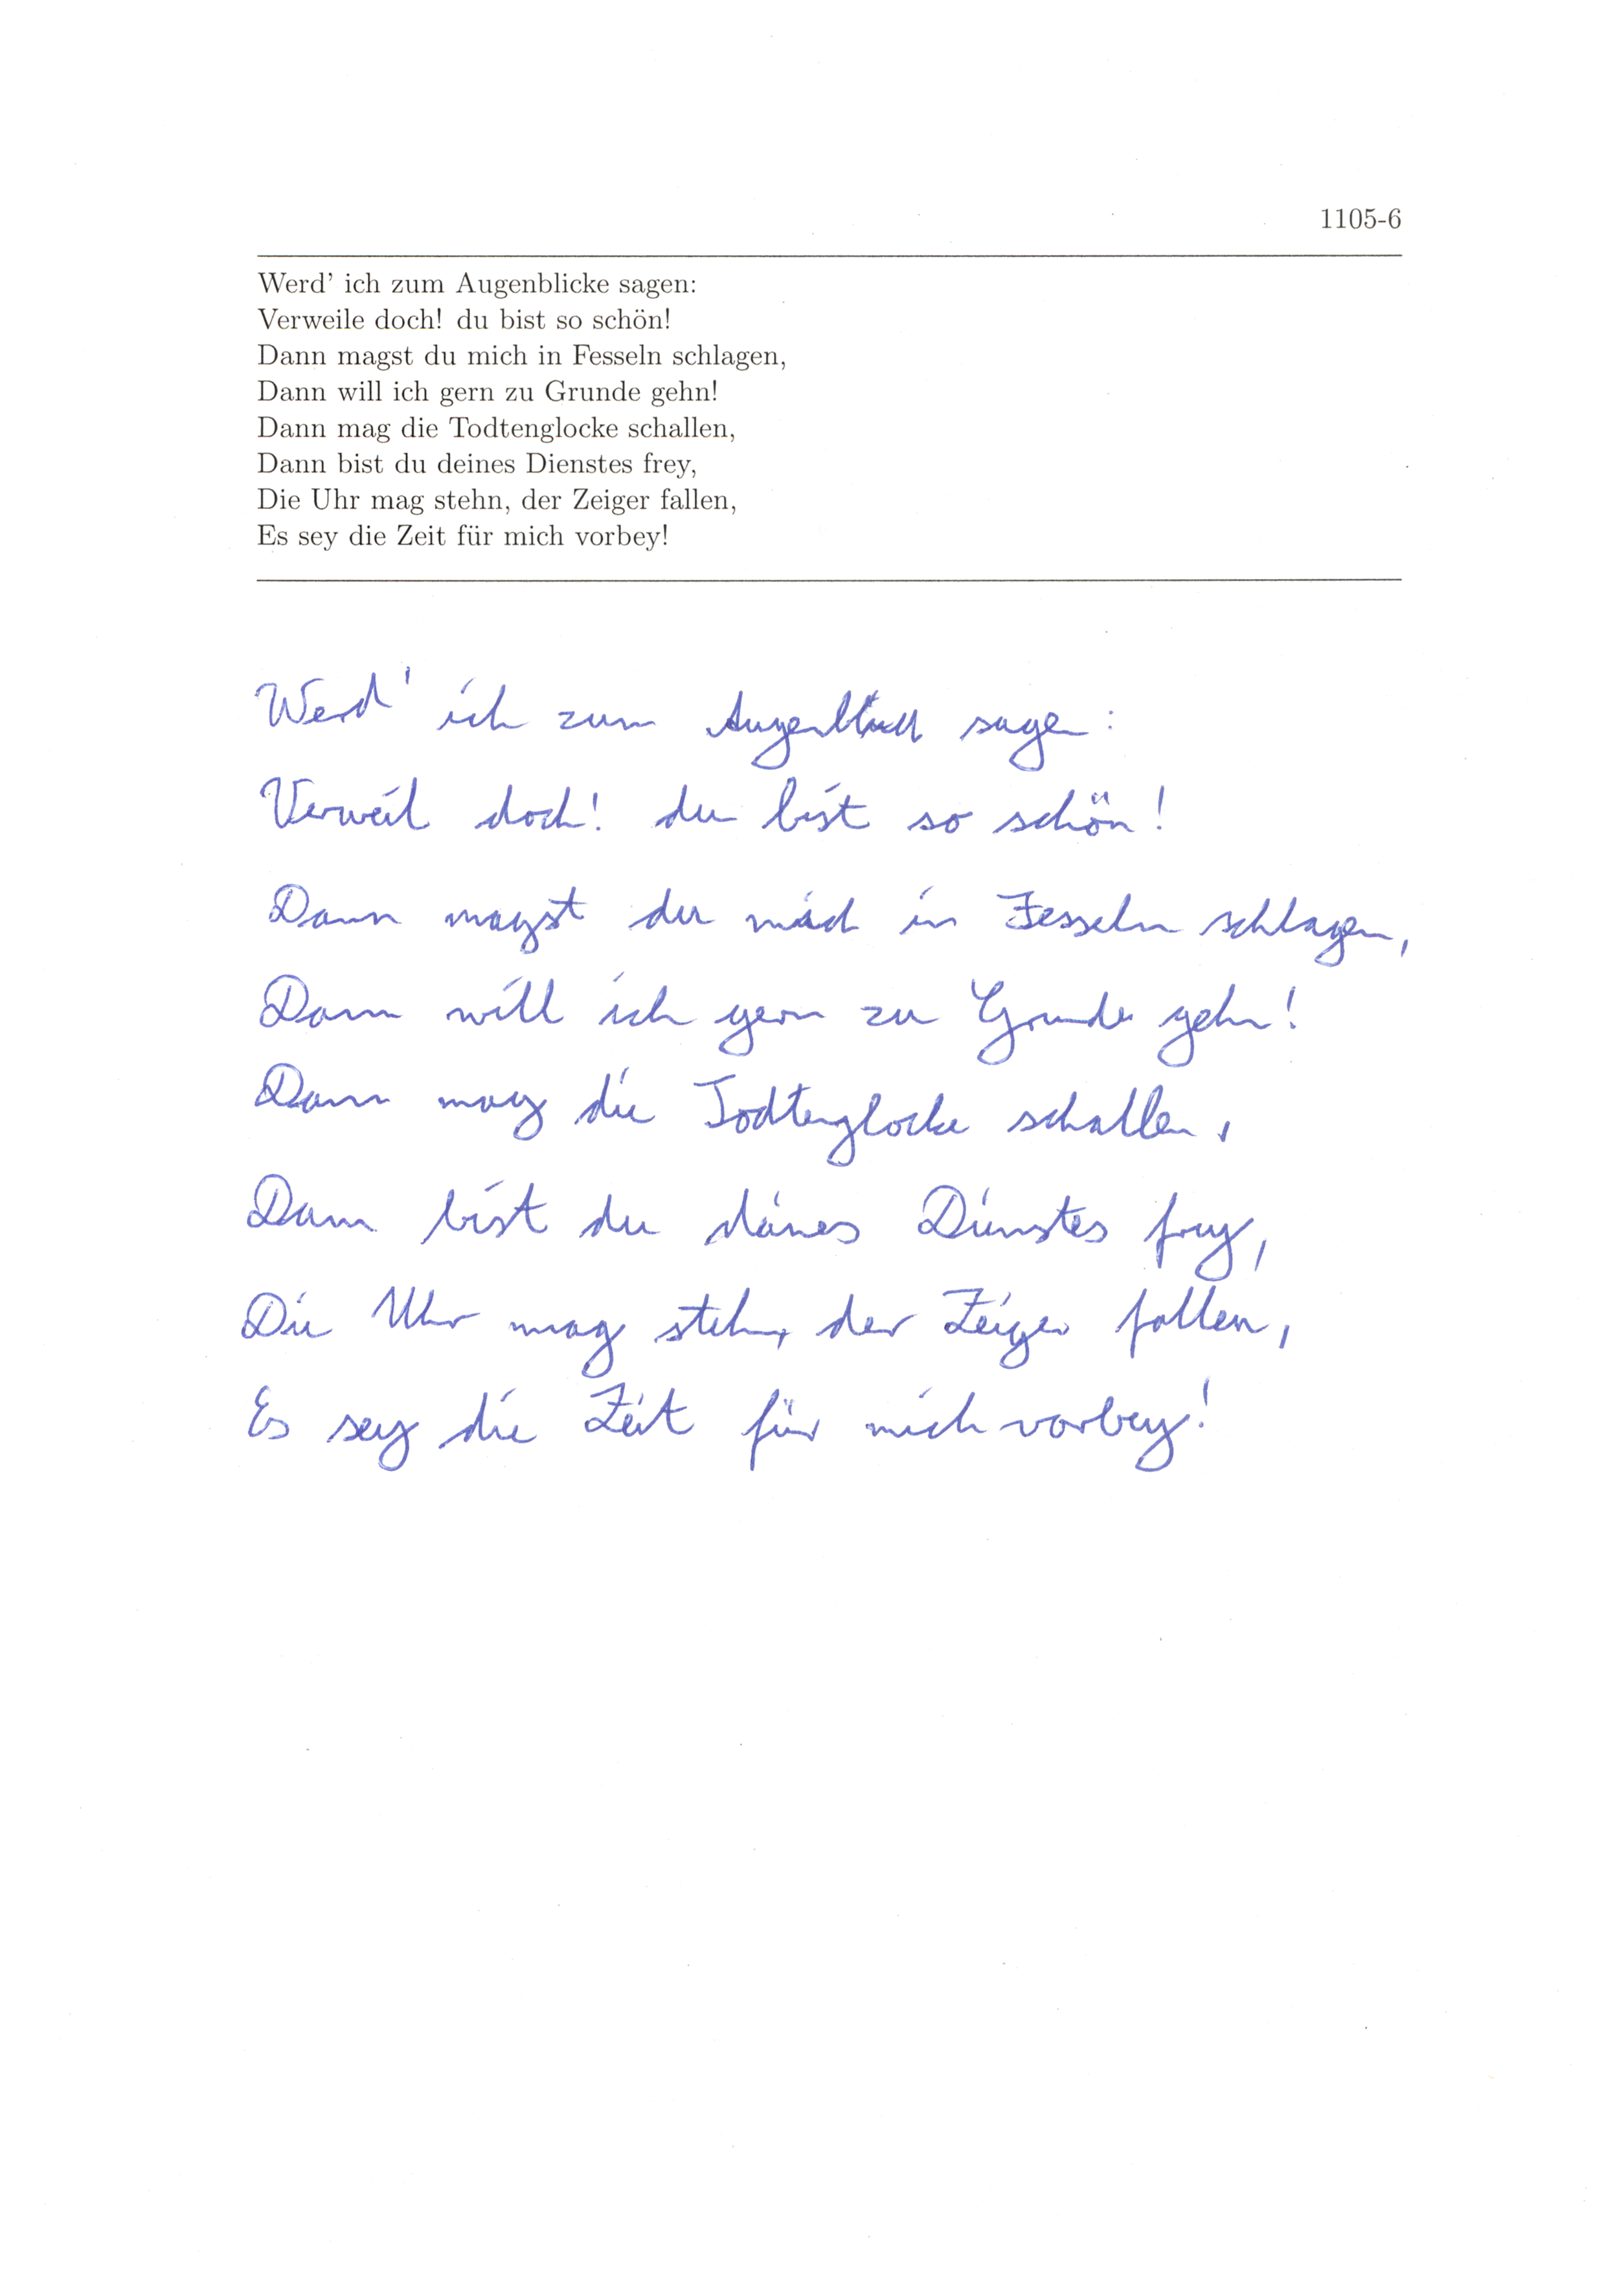 1105-6
Werd' ich zum Augenblicke sagen:
Verweile doch! du bist so schön!
Dann magst du mich in Fesseln schlagen,
Dann will ich gern zu Grunde gehn!
Dann mag die Todtenglocke schallen,
Dann bist du deines Dienstes frey,
Die Uhr mag stehn, der Zeiger fallen,
Es sey die Zeit für mich vorbey!
Werd' ich zum Augenblick sagen:
Verweil doch! du bist so schön!
Dann magst du mich in Fesseln schlagen,
Dann will ich gern zu Grunde gehn!
Dann mag die Todtenglocke schallen,
Dann bist du deines Dienstes frey,
Die Uhr mag stehn, der Zeiger fallen,
Es sey die Zeit für mich vorbey!